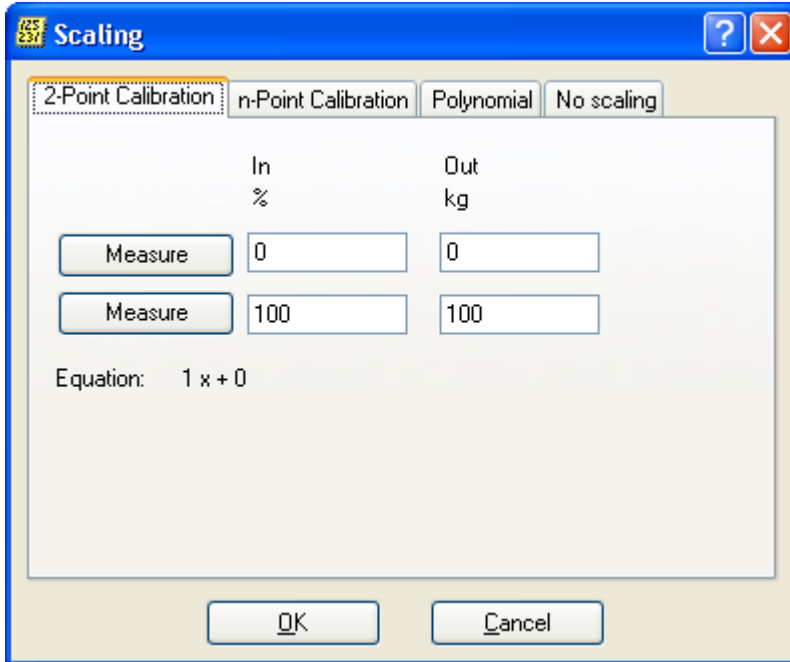 Scaling
2-Point Calibration n-Point Calibration Polynomial No scaling
In Out
% kg
Measure 0 0
Measure 100 100
Equation: 1 x + 0
OK Cancel